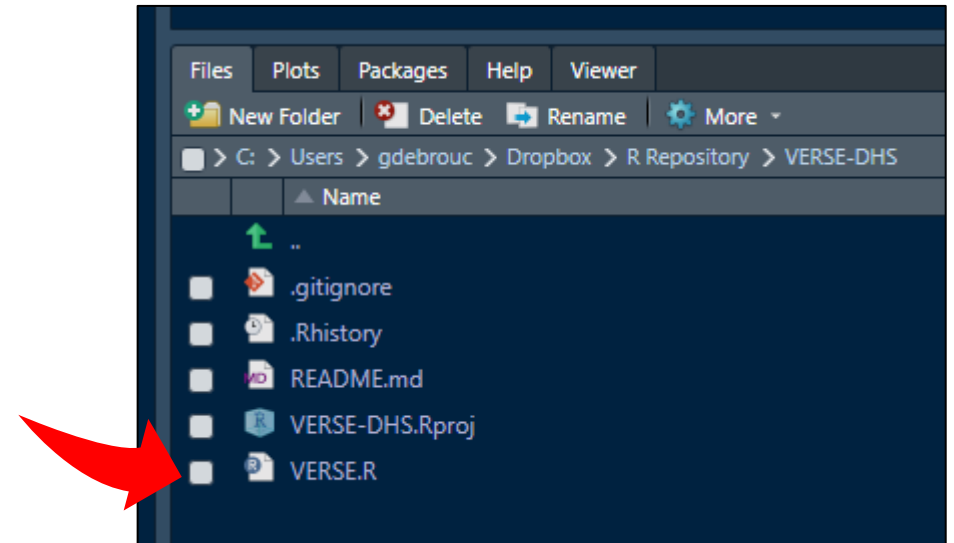 Files Plots Packages Help Viewer
New Folder Delete Rename More
C: > Users > gdebrouc > Dropbox > R Repository > VERSE-DHS
Name
..
.gitignore
.Rhistory
README.md
VERSE-DHS.Rproj
VERSE.R